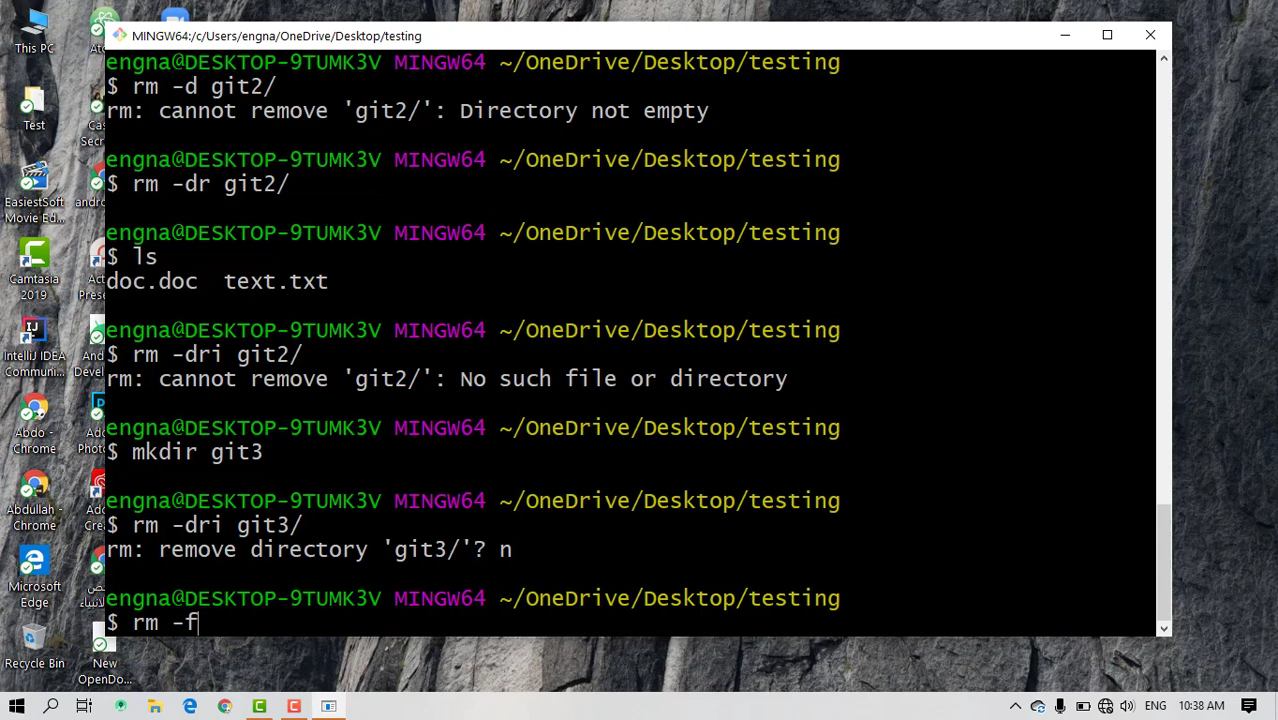 This PC
Test
EasiestSoft
Movie Ed...
Camtasia
2019
IntelliJ IDEA
Communi...
Abdo -
Chrome
Abdullah -
Chrome
Microsoft
Edge
Recycle Bin
New
OpenDo...
MINGW64:/c/Users/engna/OneDrive/Desktop/testing
engna@DESKTOP-9TUMK3V MINGW64 ~/OneDrive/Desktop/testing
$ rm -d git2/
rm: cannot remove 'git2/': Directory not empty
engna@DESKTOP-9TUMK3V MINGW64 ~/OneDrive/Desktop/testing
$ rm -dr git2/
engna@DESKTOP-9TUMK3V MINGW64 ~/OneDrive/Desktop/testing
$ ls
doc.doc  text.txt
engna@DESKTOP-9TUMK3V MINGW64 ~/OneDrive/Desktop/testing
$ rm -dri git2/
rm: cannot remove 'git2/': No such file or directory
engna@DESKTOP-9TUMK3V MINGW64 ~/OneDrive/Desktop/testing
$ mkdir git3
engna@DESKTOP-9TUMK3V MINGW64 ~/OneDrive/Desktop/testing
$ rm -dri git3/
rm: remove directory 'git3/'? n
engna@DESKTOP-9TUMK3V MINGW64 ~/OneDrive/Desktop/testing
$ rm -f
ENG
10:38 AM